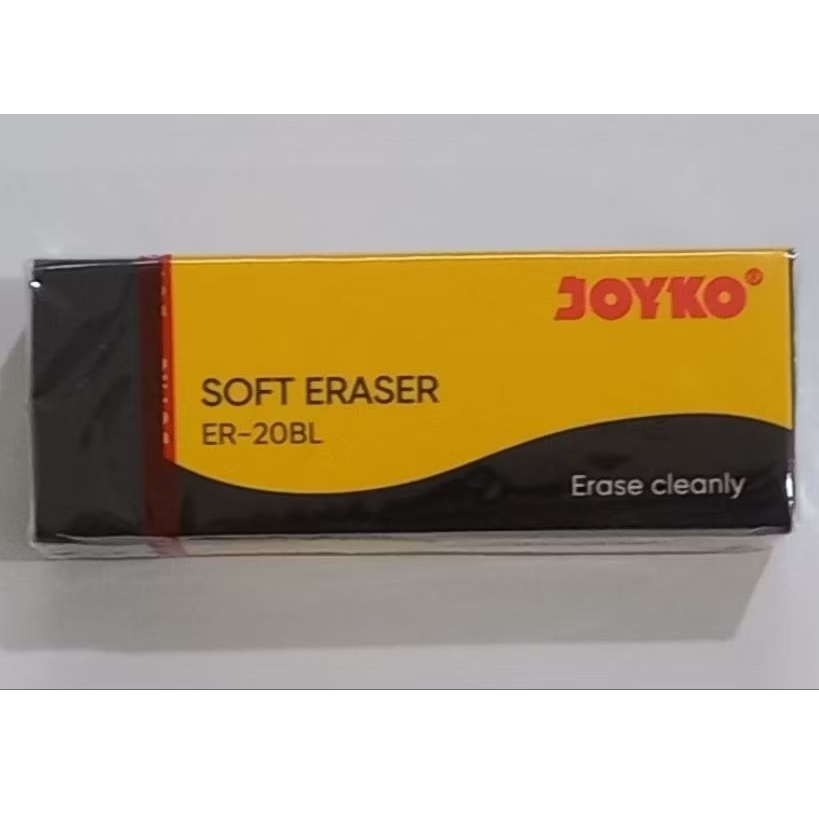 JOYKO®
SOFT ERASER
ER-20BL
Erase cleanly